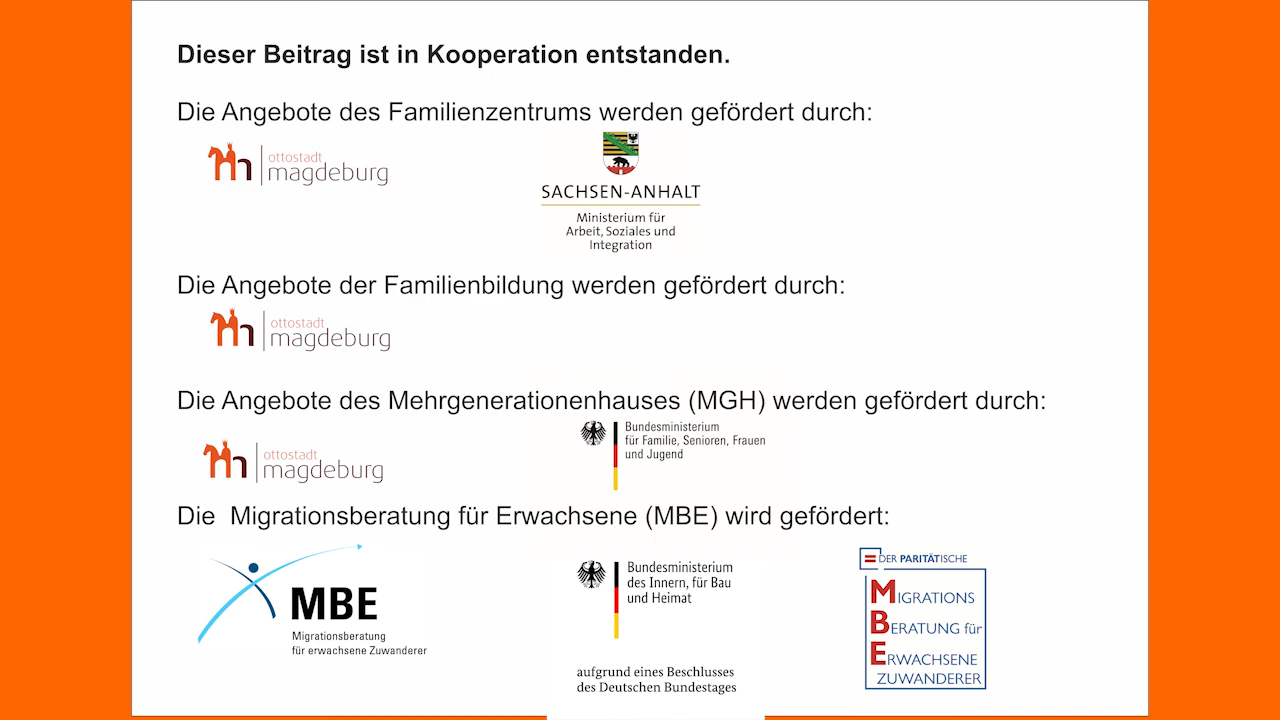 Dieser Beitrag ist in Kooperation entstanden.
Die Angebote des Familienzentrums werden gefördert durch:
ottostadt
magdeburg
SACHSEN-ANHALT
Ministerium für
Arbeit, Soziales und
Integration
Die Angebote der Familienbildung werden gefördert durch:
ottostadt
magdeburg
Die Angebote des Mehrgenerationenhauses (MGH) werden gefördert durch:
ottostadt
magdeburg
Bundesministerium
für Familie, Senioren, Frauen
und Jugend
Die Migrationsberatung für Erwachsene (MBE) wird gefördert:
MBE
Migrationsberatung
für erwachsene Zuwanderer
Bundesministerium
des Innern, für Bau
und Heimat
aufgrund eines Beschlusses
des Deutschen Bundestages
DER PARITÄTISCHE
MIGRATIONS
BERATUNG für
ERWACHSENE
ZUWANDERER